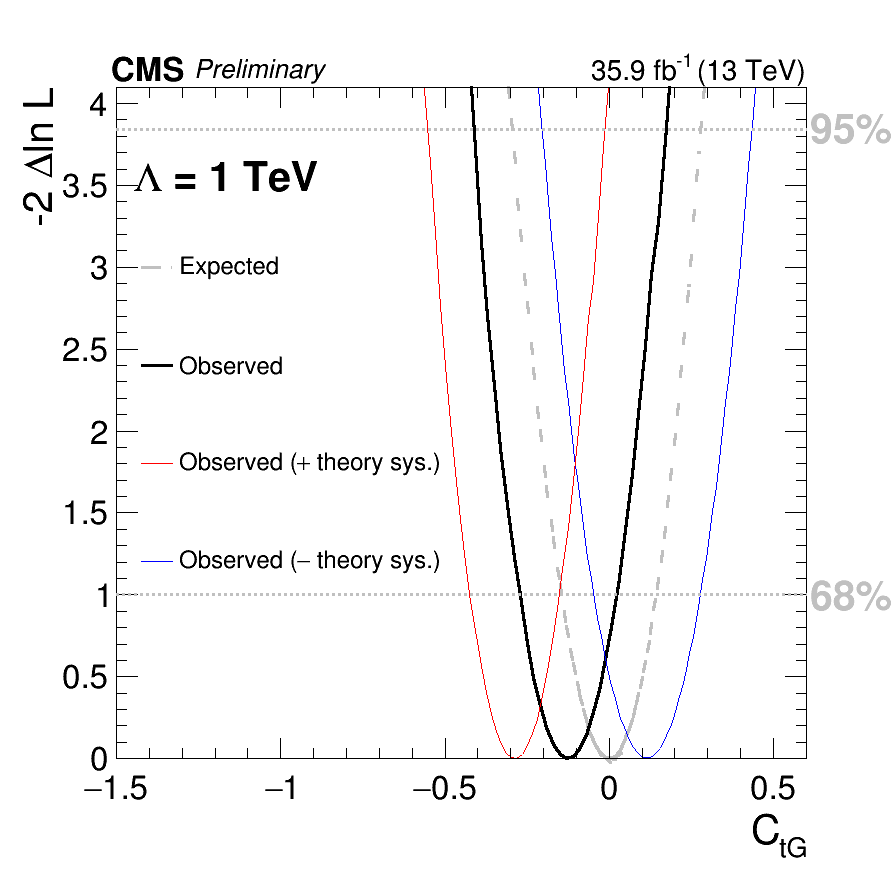 CMS Preliminary 35.9 fb⁻¹ (13 TeV)
-2 Δln L
4
95%
3.5
Λ = 1 TeV
3
Expected
2.5
Observed
2
Observed (+ theory sys.)
1.5
Observed (− theory sys.)
1
68%
0.5
0
−1.5 −1 −0.5 0 0.5
C_tG